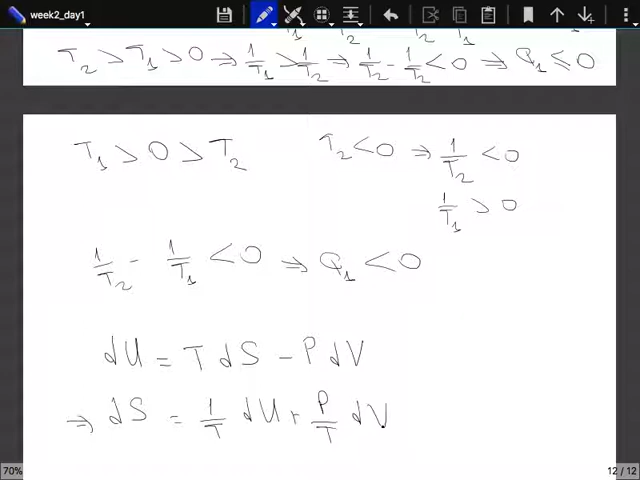 week2_day1
T₂ > T₁ > 0 ⇒ 1/T₁ > 1/T₂ ⇒ 1/T₂ - 1/T₂ < 0 ⇒ Q₁ ≤ 0
T₁ > 0 > T₂ T₂ < 0 ⇒ 1/T₂ < 0
1/T₁ > 0
1/T₂ - 1/T₁ < 0 ⇒ Q₁ < 0
dU = T dS - P dV
⇒ dS = 1/T dU + P/T dV
70% 12 / 12